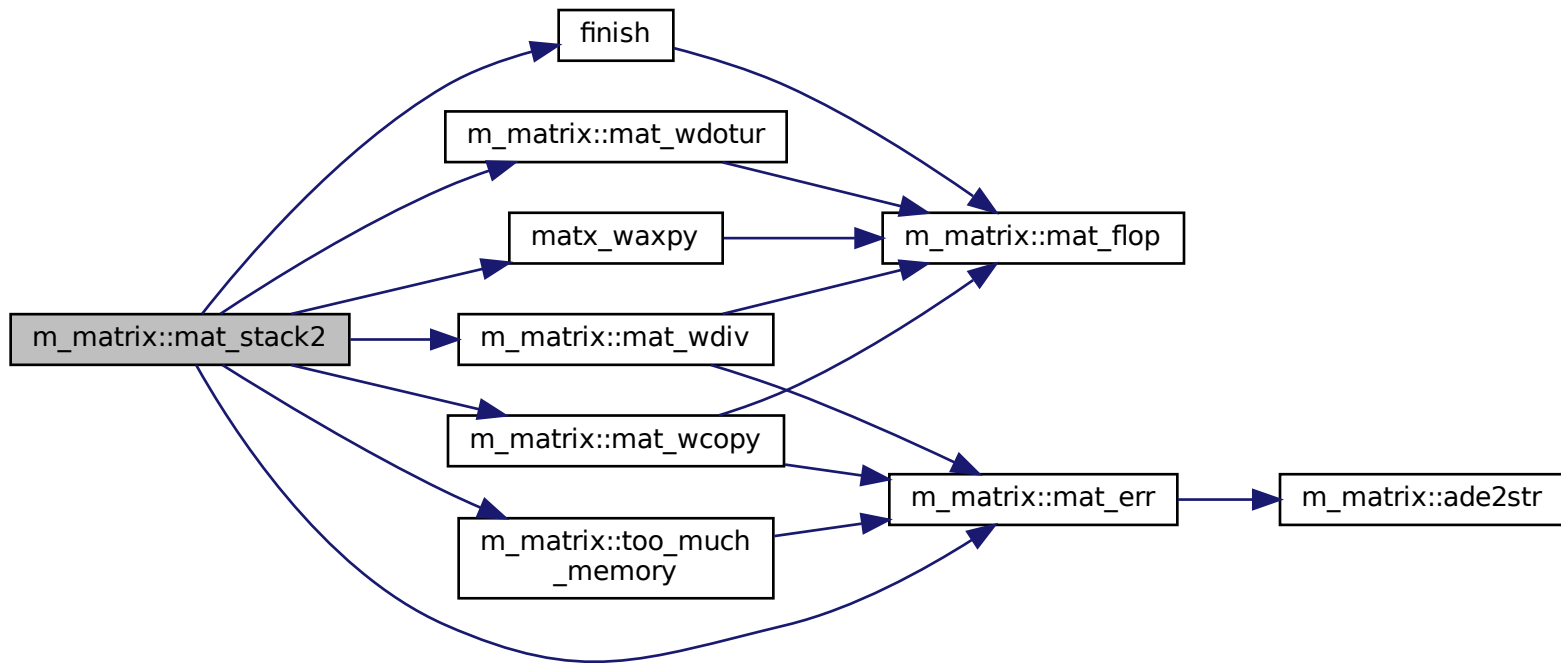 finish
m_matrix::mat_wdotur
matx_waxpy
m_matrix::mat_flop
m_matrix::mat_stack2
m_matrix::mat_wdiv
m_matrix::mat_wcopy
m_matrix::mat_err
m_matrix::ade2str
m_matrix::too_much
_memory